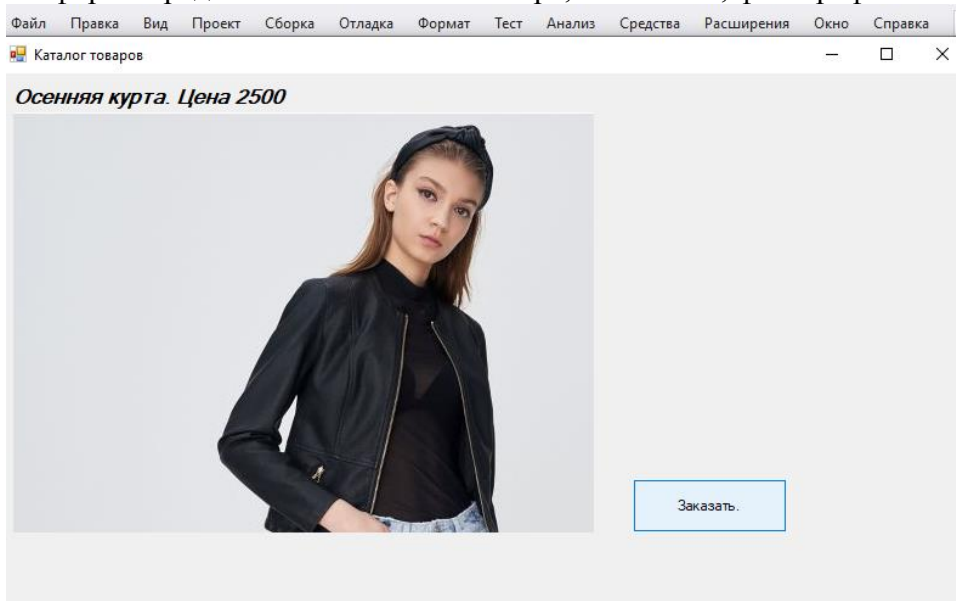 Файл Правка Вид Проект Сборка Отладка Формат Тест Анализ Средства Расширения Окно Справка
Каталог товаров
Осенняя курта. Цена 2500
Заказать.